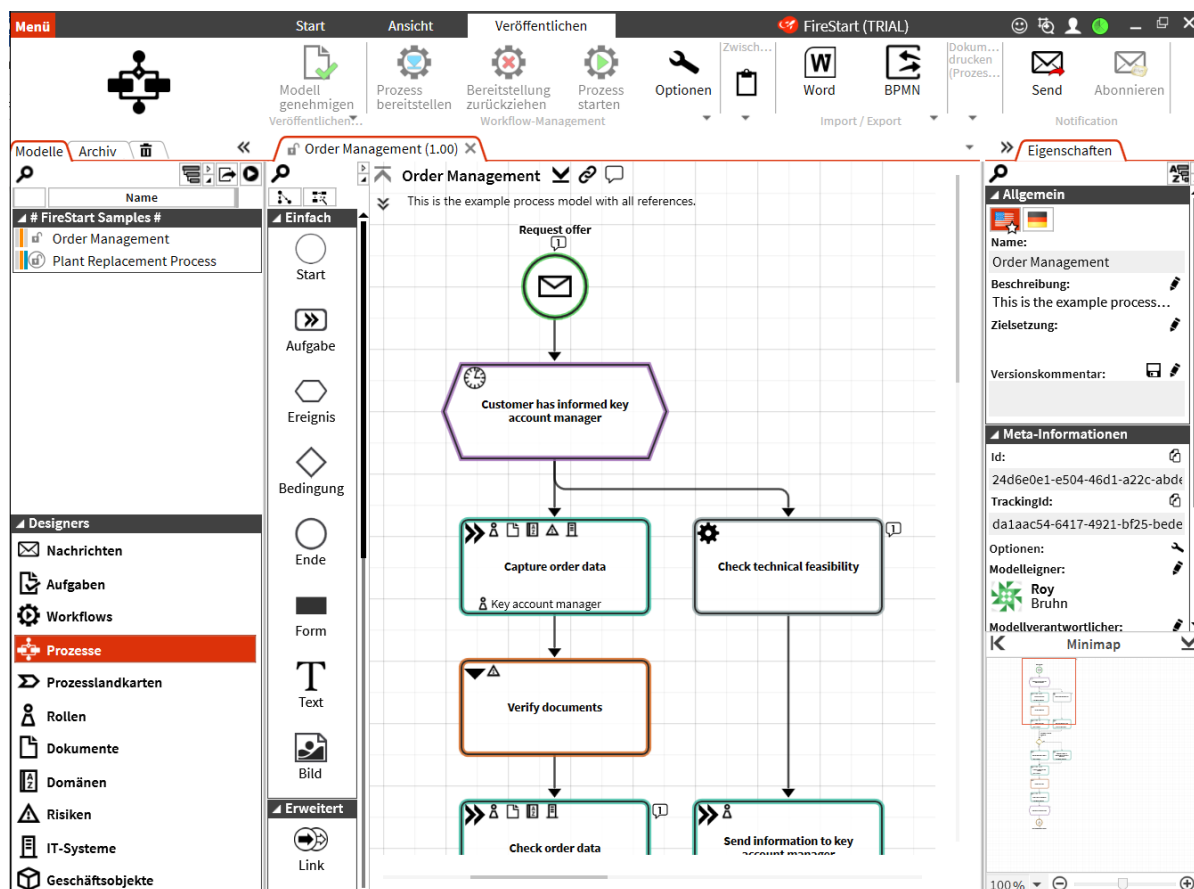 Menü
Start
Ansicht
Veröffentlichen
FireStart (TRIAL)
Modell genehmigen
Prozess bereitstellen
Bereitstellung zurückziehen
Prozess starten
Optionen
Zwisch...
Word
BPMN
Dokum... drucken (Prozes...
Send
Abonnieren
Veröffentlichen...
Workflow-Management
Import / Export
Notification
Modelle
Archiv
Order Management (1.00)
Eigenschaften
Name
# FireStart Samples #
Order Management
Plant Replacement Process
Designers
Nachrichten
Aufgaben
Workflows
Prozesse
Prozesslandkarten
Rollen
Dokumente
Domänen
Risiken
IT-Systeme
Geschäftsobjekte
Einfach
Start
Aufgabe
Ereignis
Bedingung
Ende
Form
Text
Bild
Erweitert
Link
Order Management
This is the example process model with all references.
Request offer
1
Customer has informed key
account manager
Capture order data
Key account manager
Check technical feasibility
1
Verify documents
Check order data
1
Send information to key
account manager
Allgemein
Name:
Order Management
Beschreibung:
This is the example process...
Zielsetzung:
Versionskommentar:
Meta-Informationen
Id:
24d6e0e1-e504-46d1-a22c-abde
TrackingId:
da1aac54-6417-4921-bf25-bede
Optionen:
Modelleigner:
Roy
Bruhn
Modellverantwortlicher:
Minimap
100 %